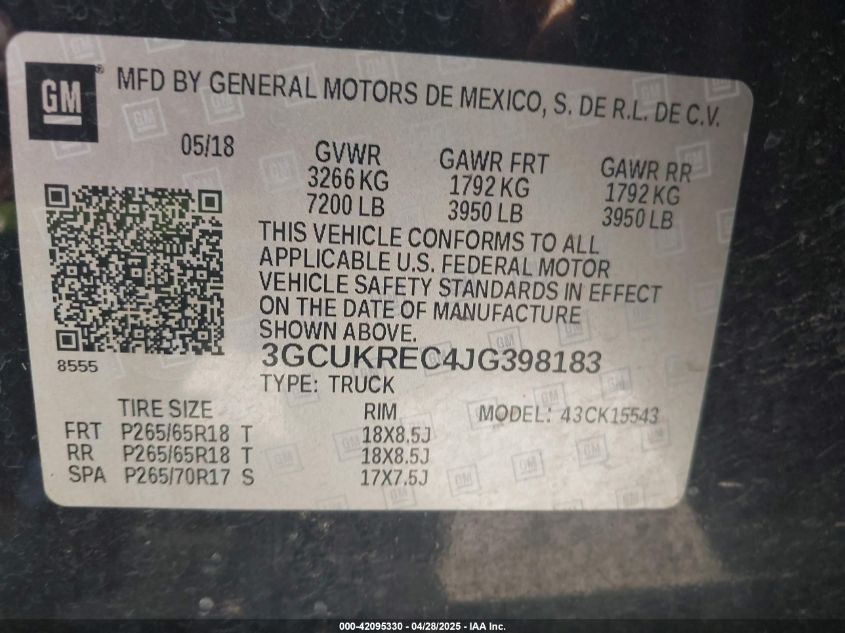 GM ® MFD BY GENERAL MOTORS DE MEXICO, S. DE R.L. DE C.V.
05/18 GVWR GAWR FRT GAWR RR
3266 KG 1792 KG 1792 KG
7200 LB 3950 LB 3950 LB
THIS VEHICLE CONFORMS TO ALL
APPLICABLE U.S. FEDERAL MOTOR
VEHICLE SAFETY STANDARDS IN EFFECT
ON THE DATE OF MANUFACTURE
SHOWN ABOVE.
8555 3GCUKREC4JG398183
TYPE: TRUCK
TIRE SIZE RIM MODEL: 43CK15543
FRT P265/65R18 T 18X8.5J
RR P265/65R18 T 18X8.5J
SPA P265/70R17 S 17X7.5J
000-42095330 - 04/28/2025 - IAA Inc.